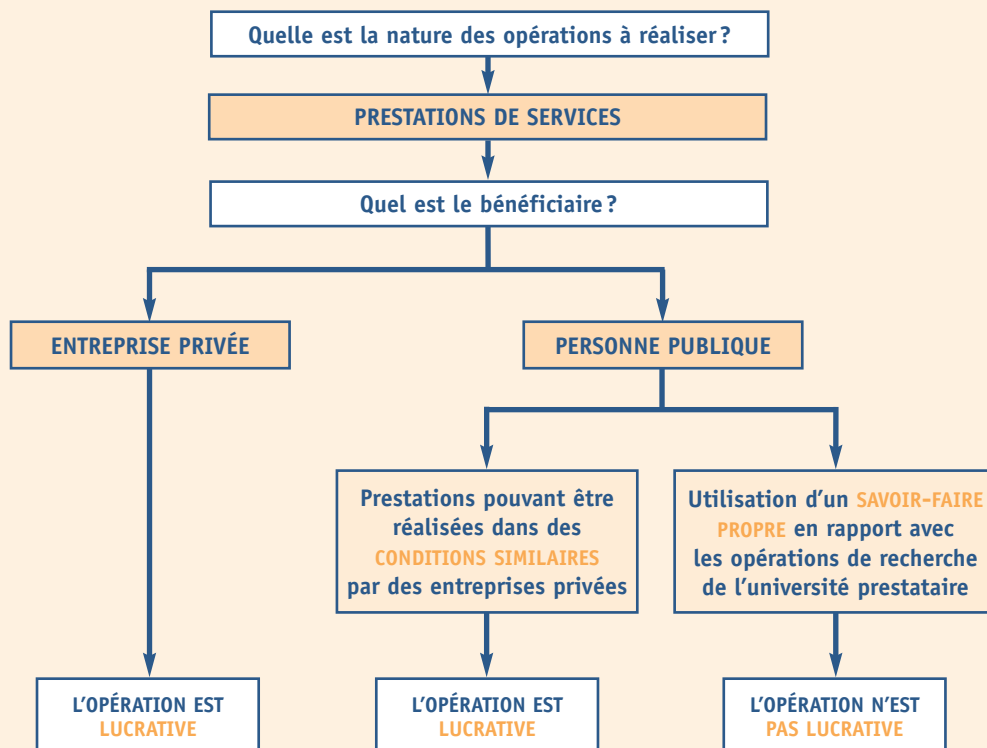 Quelle est la nature des opérations à réaliser ?
PRESTATIONS DE SERVICES
Quel est le bénéficiaire ?
ENTREPRISE PRIVÉE
PERSONNE PUBLIQUE
Prestations pouvant être
réalisées dans des
CONDITIONS SIMILAIRES
par des entreprises privées
Utilisation d’un SAVOIR-FAIRE
PROPRE en rapport avec
les opérations de recherche
de l’université prestataire
L’OPÉRATION EST
LUCRATIVE
L’OPÉRATION EST
LUCRATIVE
L’OPÉRATION N’EST
PAS LUCRATIVE